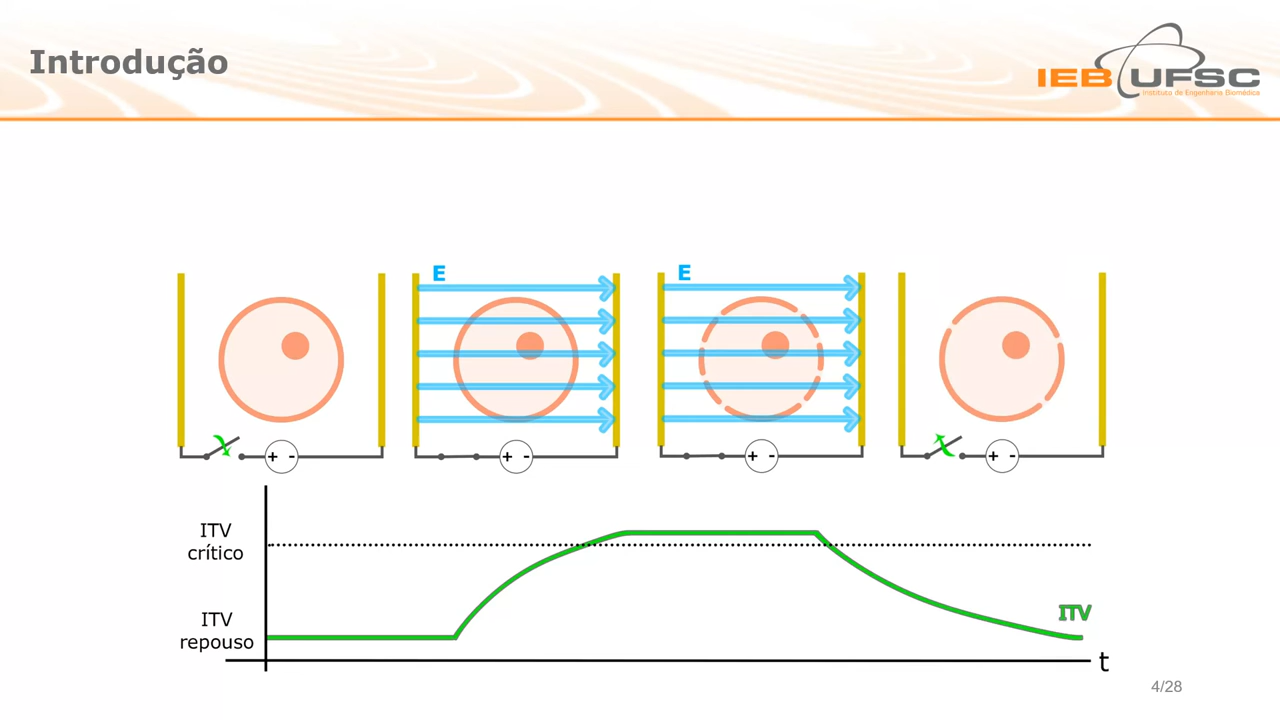 Introdução
IEB UFSC
Instituto de Engenharia Biomédica
E
E
+ -
+ -
+ -
+ -
ITV
crítico
ITV
repouso
ITV
t
4/28